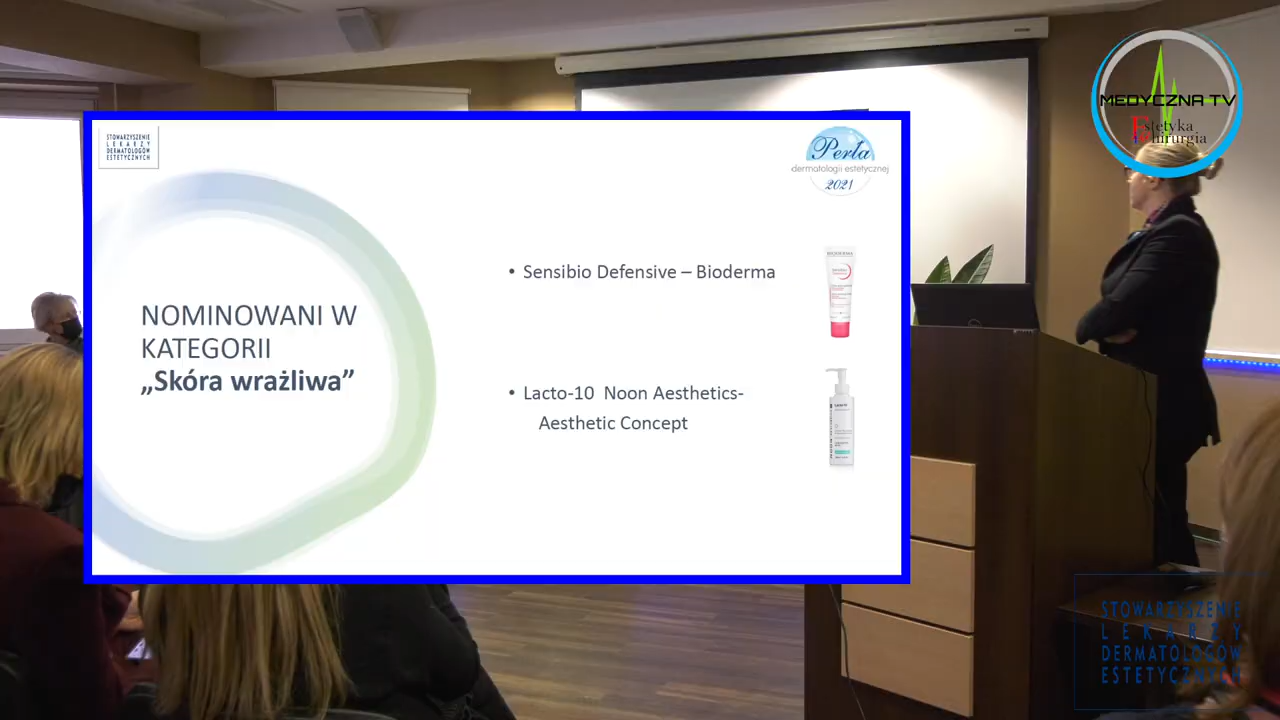 STOWARZYSZENIE
LEKARZY
DERMATOLOGÓW
ESTETYCZNYCH
Perła
dermatologii estetycznej
2021
MEDYCZNA TV
Estetyka
Chirurgia
NOMINOWANI W
KATEGORII
„Skóra wrażliwa”
• Sensibio Defensive – Bioderma
BIODERMA
• Lacto-10 Noon Aesthetics-
Aesthetic Concept
STOWARZYSZENIE
LEKARZY
DERMATOLOGÓW
ESTETYCZNYCH